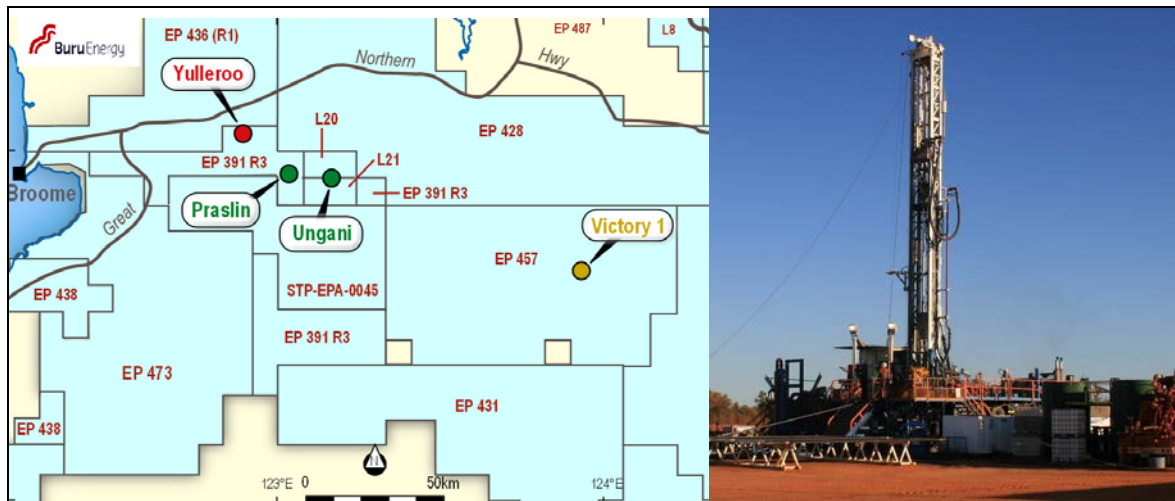 BuruEnergy
EP 436 (R1)
EP 487
L8
Northern
Hwy
Yulleroo
L20
EP 428
L21
EP 391 R3
EP 391 R3
Broome
Praslin
Great
Ungani
Victory 1
EP 457
EP 438
STP-EPA-0045
EP 391 R3
EP 473
EP 431
EP 438
N
123°E
124°E
0
50km